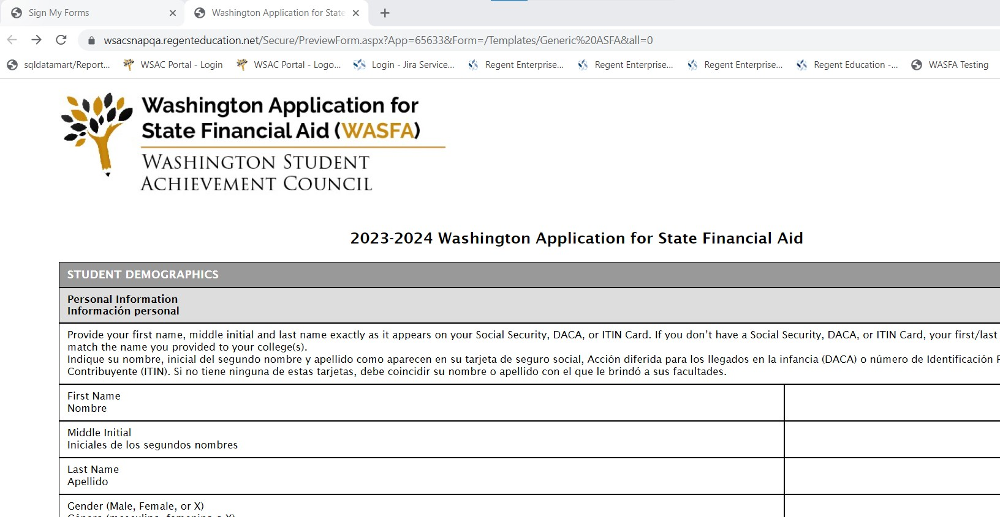 Sign My Forms
Washington Application for State
wsacsnapqa.regenteducation.net/Secure/PreviewForm.aspx?App=65633&Form=/Templates/Generic%20ASFA&all=0
sqldatamart/Report... WSAC Portal - Login WSAC Portal - Logo... Login - Jira Service... Regent Enterprise... Regent Enterprise... Regent Enterprise... Regent Education -... WASFA Testing
Washington Application for
State Financial Aid (WASFA)
WASHINGTON STUDENT
ACHIEVEMENT COUNCIL
2023-2024 Washington Application for State Financial Aid
STUDENT DEMOGRAPHICS
Personal Information
Información personal
Provide your first name, middle initial and last name exactly as it appears on your Social Security, DACA, or ITIN Card. If you don’t have a Social Security, DACA, or ITIN Card, your first/last
match the name you provided to your college(s).
Indique su nombre, inicial del segundo nombre y apellido como aparecen en su tarjeta de seguro social, Acción diferida para los llegados en la infancia (DACA) o número de Identificación
Contribuyente (ITIN). Si no tiene ninguna de estas tarjetas, debe coincidir su nombre o apellido con el que le brindó a sus facultades.
First Name
Nombre
Middle Initial
Iniciales de los segundos nombres
Last Name
Apellido
Gender (Male, Female, or X)
Género (masculino, femenino o X)